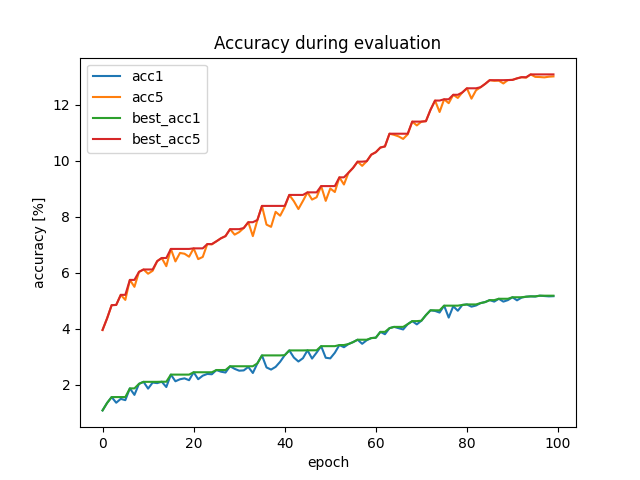 Accuracy during evaluation
acc1
acc5
best_acc1
best_acc5
accuracy [%]
12
10
8
6
4
2
0 20 40 60 80 100
epoch